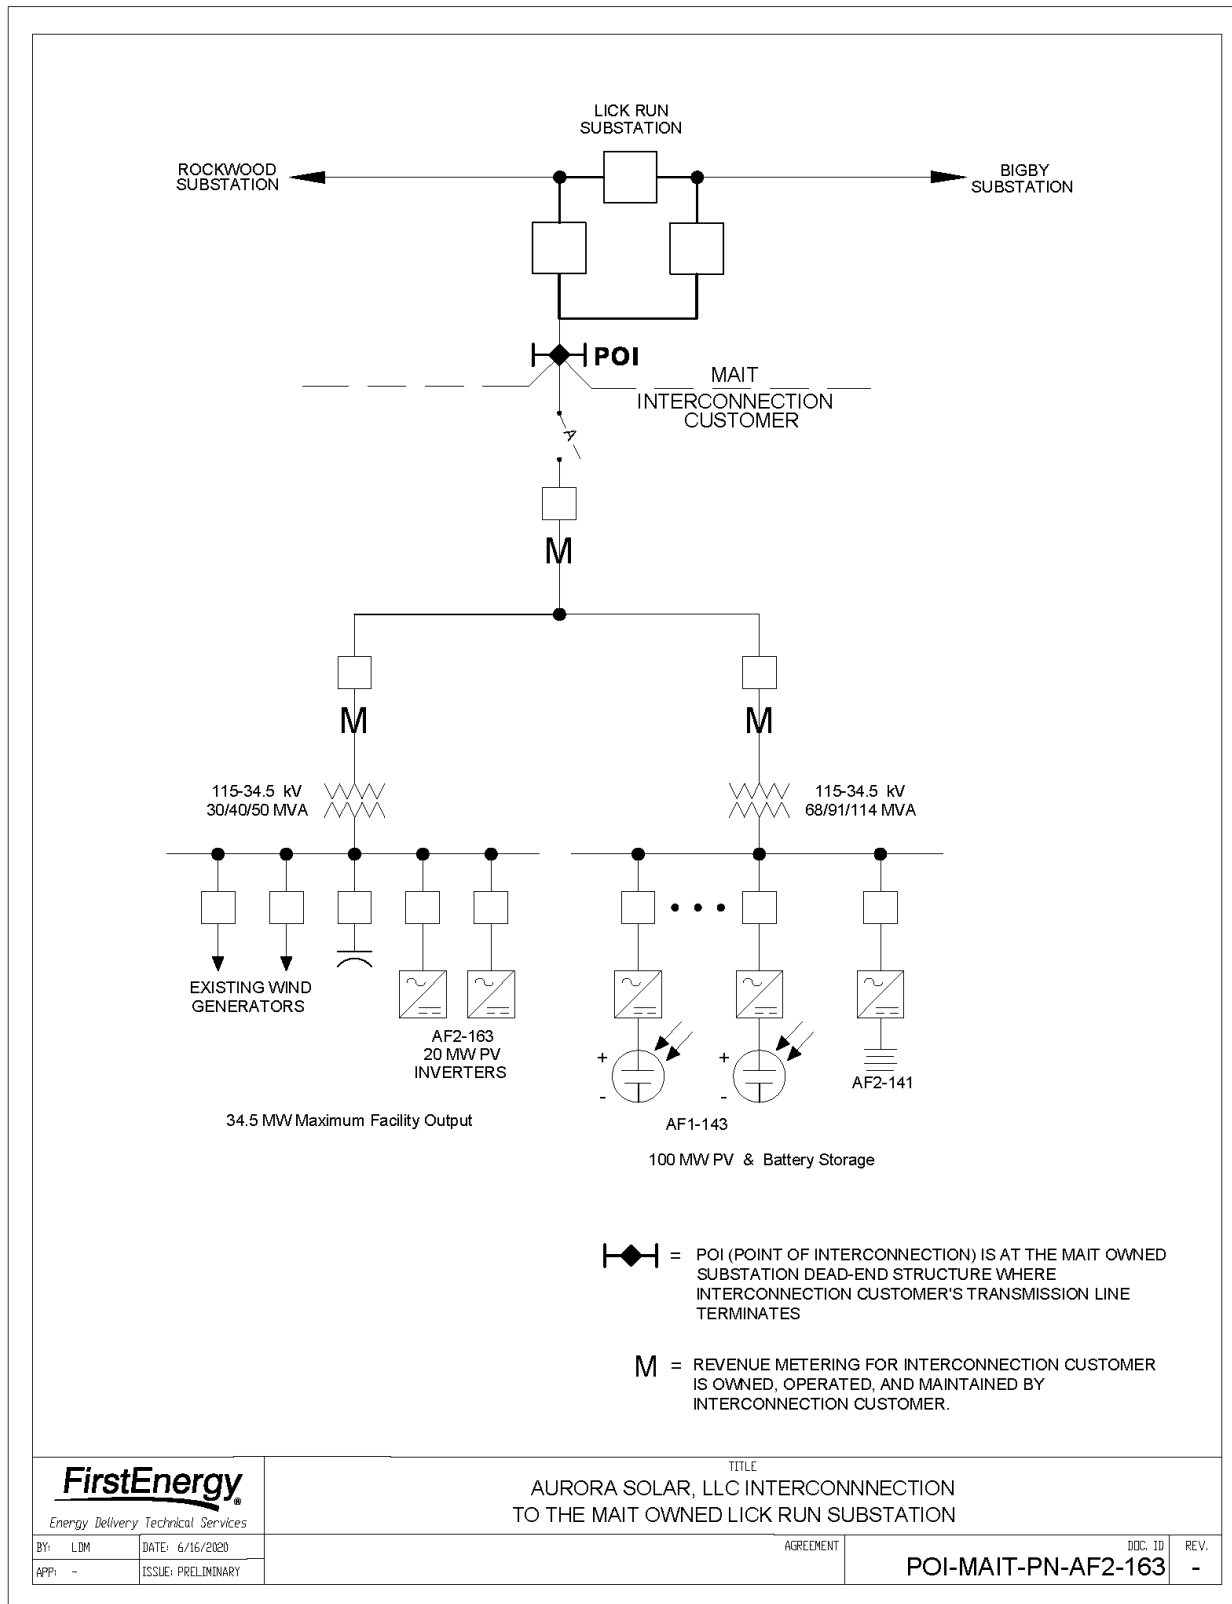 LICK RUN
SUBSTATION
ROCKWOOD
SUBSTATION
BIGBY
SUBSTATION
POI
MAIT
INTERCONNECTION
CUSTOMER
A
M
M
M
115-34.5 kV
30/40/50 MVA
115-34.5 kV
68/91/114 MVA
EXISTING WIND
GENERATORS
AF2-163
20 MW PV
INVERTERS
+
-
+
-
AF2-141
34.5 MW Maximum Facility Output
AF1-143
100 MW PV & Battery Storage
= POI (POINT OF INTERCONNECTION) IS AT THE MAIT OWNED
SUBSTATION DEAD-END STRUCTURE WHERE
INTERCONNECTION CUSTOMER'S TRANSMISSION LINE
TERMINATES
M = REVENUE METERING FOR INTERCONNECTION CUSTOMER
IS OWNED, OPERATED, AND MAINTAINED BY
INTERCONNECTION CUSTOMER.
FirstEnergy®
Energy Delivery Technical Services
TITLE
AURORA SOLAR, LLC INTERCONNNECTION
TO THE MAIT OWNED LICK RUN SUBSTATION
BY: LDM
DATE: 6/16/2020
APP: -
ISSUE: PRELIMINARY
AGREEMENT
DOC. ID
POI-MAIT-PN-AF2-163
REV.
-